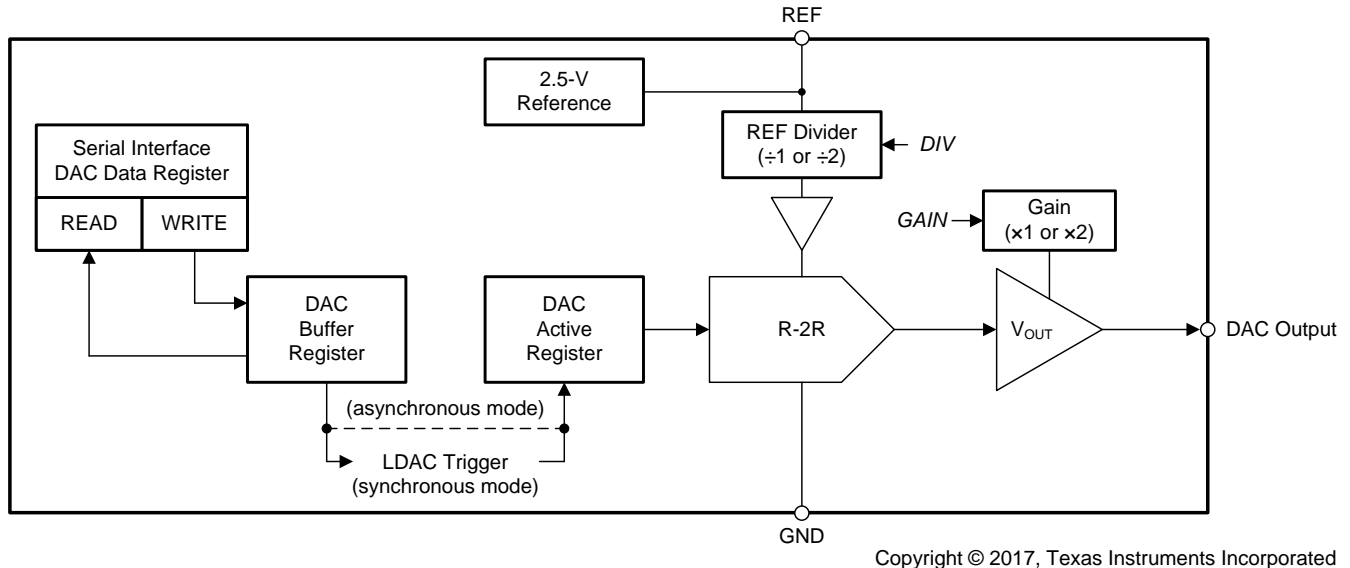 REF
2.5-V
Reference
REF Divider
(÷1 or ÷2)
DIV
Serial Interface
DAC Data Register
READ
WRITE
GAIN
Gain
(×1 or ×2)
DAC
Buffer
Register
DAC
Active
Register
R-2R
VOUT
DAC Output
(asynchronous mode)
LDAC Trigger
(synchronous mode)
GND
Copyright © 2017, Texas Instruments Incorporated